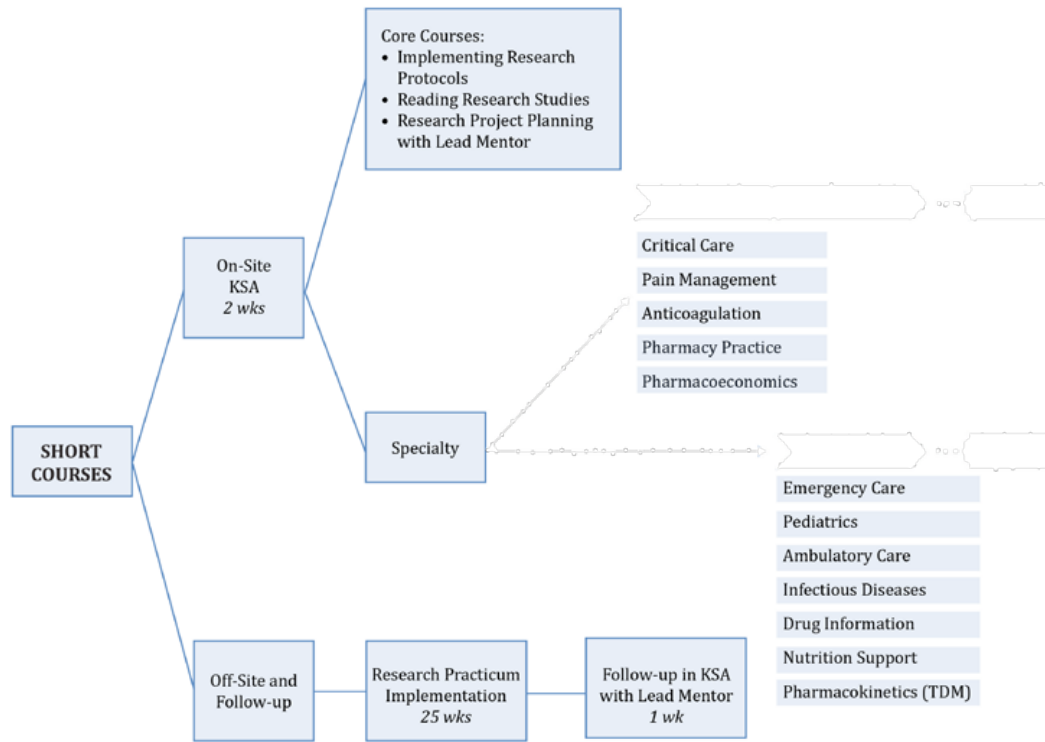 Core Courses:
• Implementing Research
Protocols
• Reading Research Studies
• Research Project Planning
with Lead Mentor
On-Site
KSA
2 wks
Critical Care
Pain Management
Anticoagulation
Pharmacy Practice
Pharmacoeconomics
SHORT
COURSES
Specialty
Emergency Care
Pediatrics
Ambulatory Care
Infectious Diseases
Drug Information
Nutrition Support
Pharmacokinetics (TDM)
Off-Site and
Follow-up
Research Practicum
Implementation
25 wks
Follow-up in KSA
with Lead Mentor
1 wk